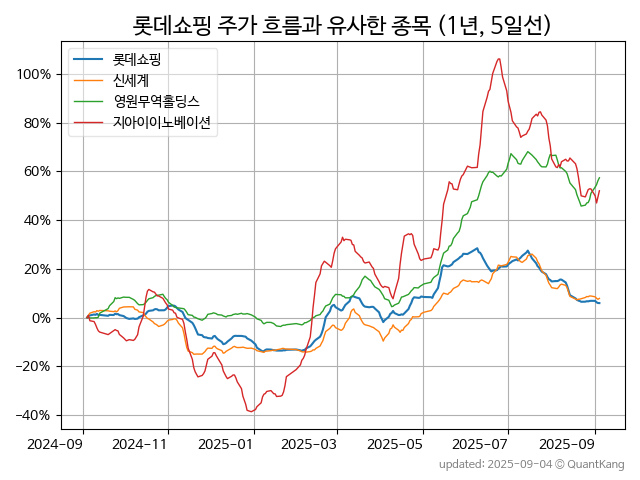 롯데쇼핑 주가 흐름과 유사한 종목 (1년, 5일선)
롯데쇼핑
신세계
영원무역홀딩스
지아이이노베이션
100%
80%
60%
40%
20%
0%
−20%
−40%
2024-09
2024-11
2025-01
2025-03
2025-05
2025-07
2025-09
updated: 2025-09-04 © QuantKang